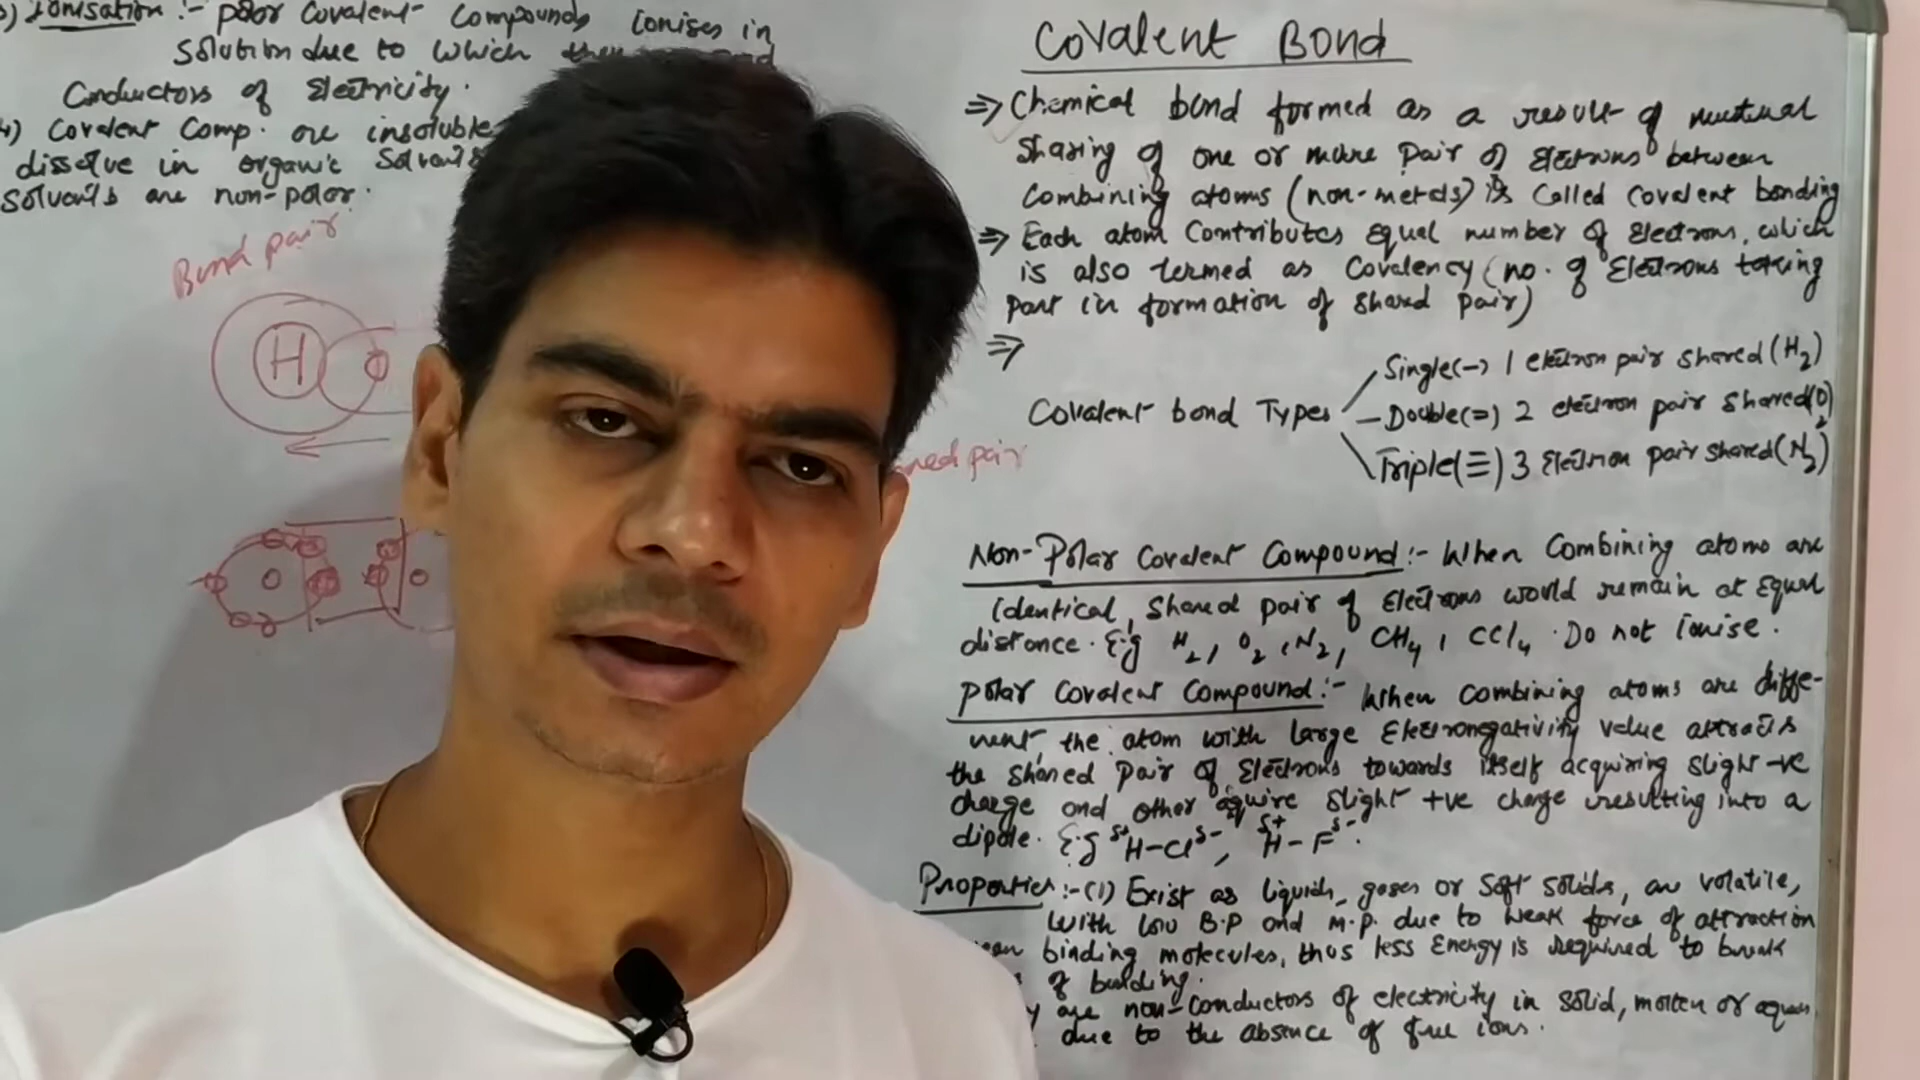 3) Ionisation :- polar Covalent Compounds ionises in
Solution due to which
Conductors of Electricity.
4) Covalent Comp. are insoluble
dissolve in organic Solvents
Solvents are non-polar.
Bond pair
H
pair
Covalent Bond
⇒ Chemical bond formed as a result of mutual
Sharing of one or more pair of Electrons between
Combining atoms (non-metals) is Called Covalent bonding
⇒ Each atom Contributes Equal number of Electrons, which
is also termed as Covalency (no. of Electrons taking
part in formation of shared pair)
⇒
Covalent bond Types
Single(-) 1 electron pair shared (H2)
Double(=) 2 electron pair shared (O2)
Triple(≡) 3 Electron pair shared (N2)
Non-Polar Covalent Compound :- When Combining atoms are
identical, Shared pair of Electrons would remain at Equal
distance. E.g H2, O2, N2, CH4, CCl4. Do not ionise.
Polar Covalent Compound :- When combining atoms are diffe-
rent, the atom with large Electronegativity value attracts
the shared pair of Electrons towards itself acquiring slight -ve
charge and other aquire slight +ve charge resulting into a
dipole. E.g δ+H-Clδ-, δ+H-Fδ-.
Properties :- (1) Exist as liquids, gases or Soft solids, are volatile,
with low B.P and m.p. due to weak force of attraction
binding molecules, thus less Energy is required to break
of bonding.
are non-conductors of electricity in solid, molten or
due to the absence of free ions.